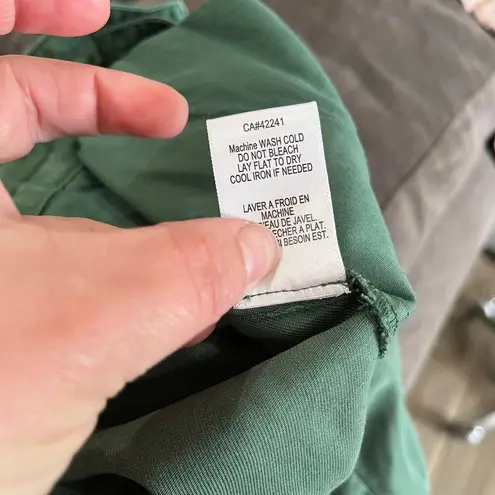 CA#42241
Machine WASH COLD
DO NOT BLEACH
LAY FLAT TO DRY
COOL IRON IF NEEDED
LAVER A FROID EN
MACHINE
DE JAVEL.
A PLAT.
BESOIN EST.